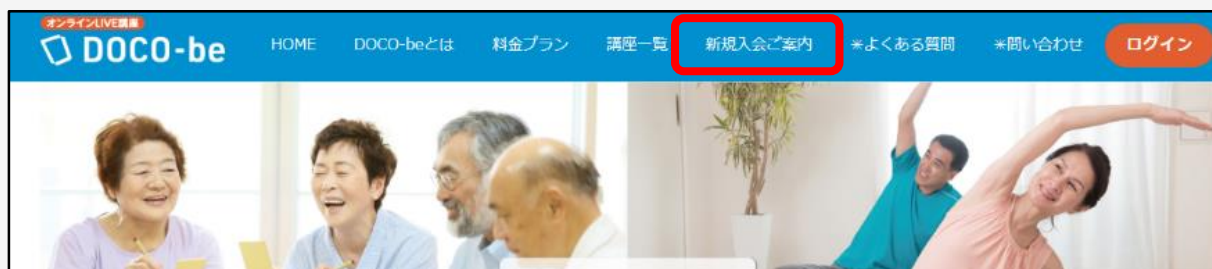 オンラインLIVE講座
DOCO-be
HOME
DOCO-beとは
料金プラン
講座一覧
新規入会ご案内
＊よくある質問
＊問い合わせ
ログイン